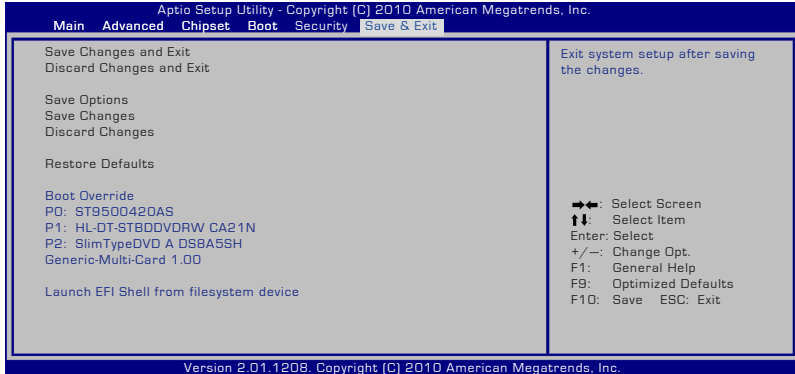 Aptio Setup Utility - Copyright (C) 2010 American Megatrends, Inc.
Main Advanced Chipset Boot Security Save & Exit
Save Changes and Exit
Discard Changes and Exit
Save Options
Save Changes
Discard Changes
Restore Defaults
Boot Override
P0: ST9500420AS
P1: HL-DT-STBDDVDRW CA21N
P2: SlimTypeDVD A DS8A5SH
Generic-Multi-Card 1.00
Launch EFI Shell from filesystem device
Exit system setup after saving
the changes.
→←: Select Screen
↑↓: Select Item
Enter: Select
+/—: Change Opt.
F1: General Help
F9: Optimized Defaults
F10: Save ESC: Exit
Version 2.01.1208. Copyright (C) 2010 American Megatrends, Inc.